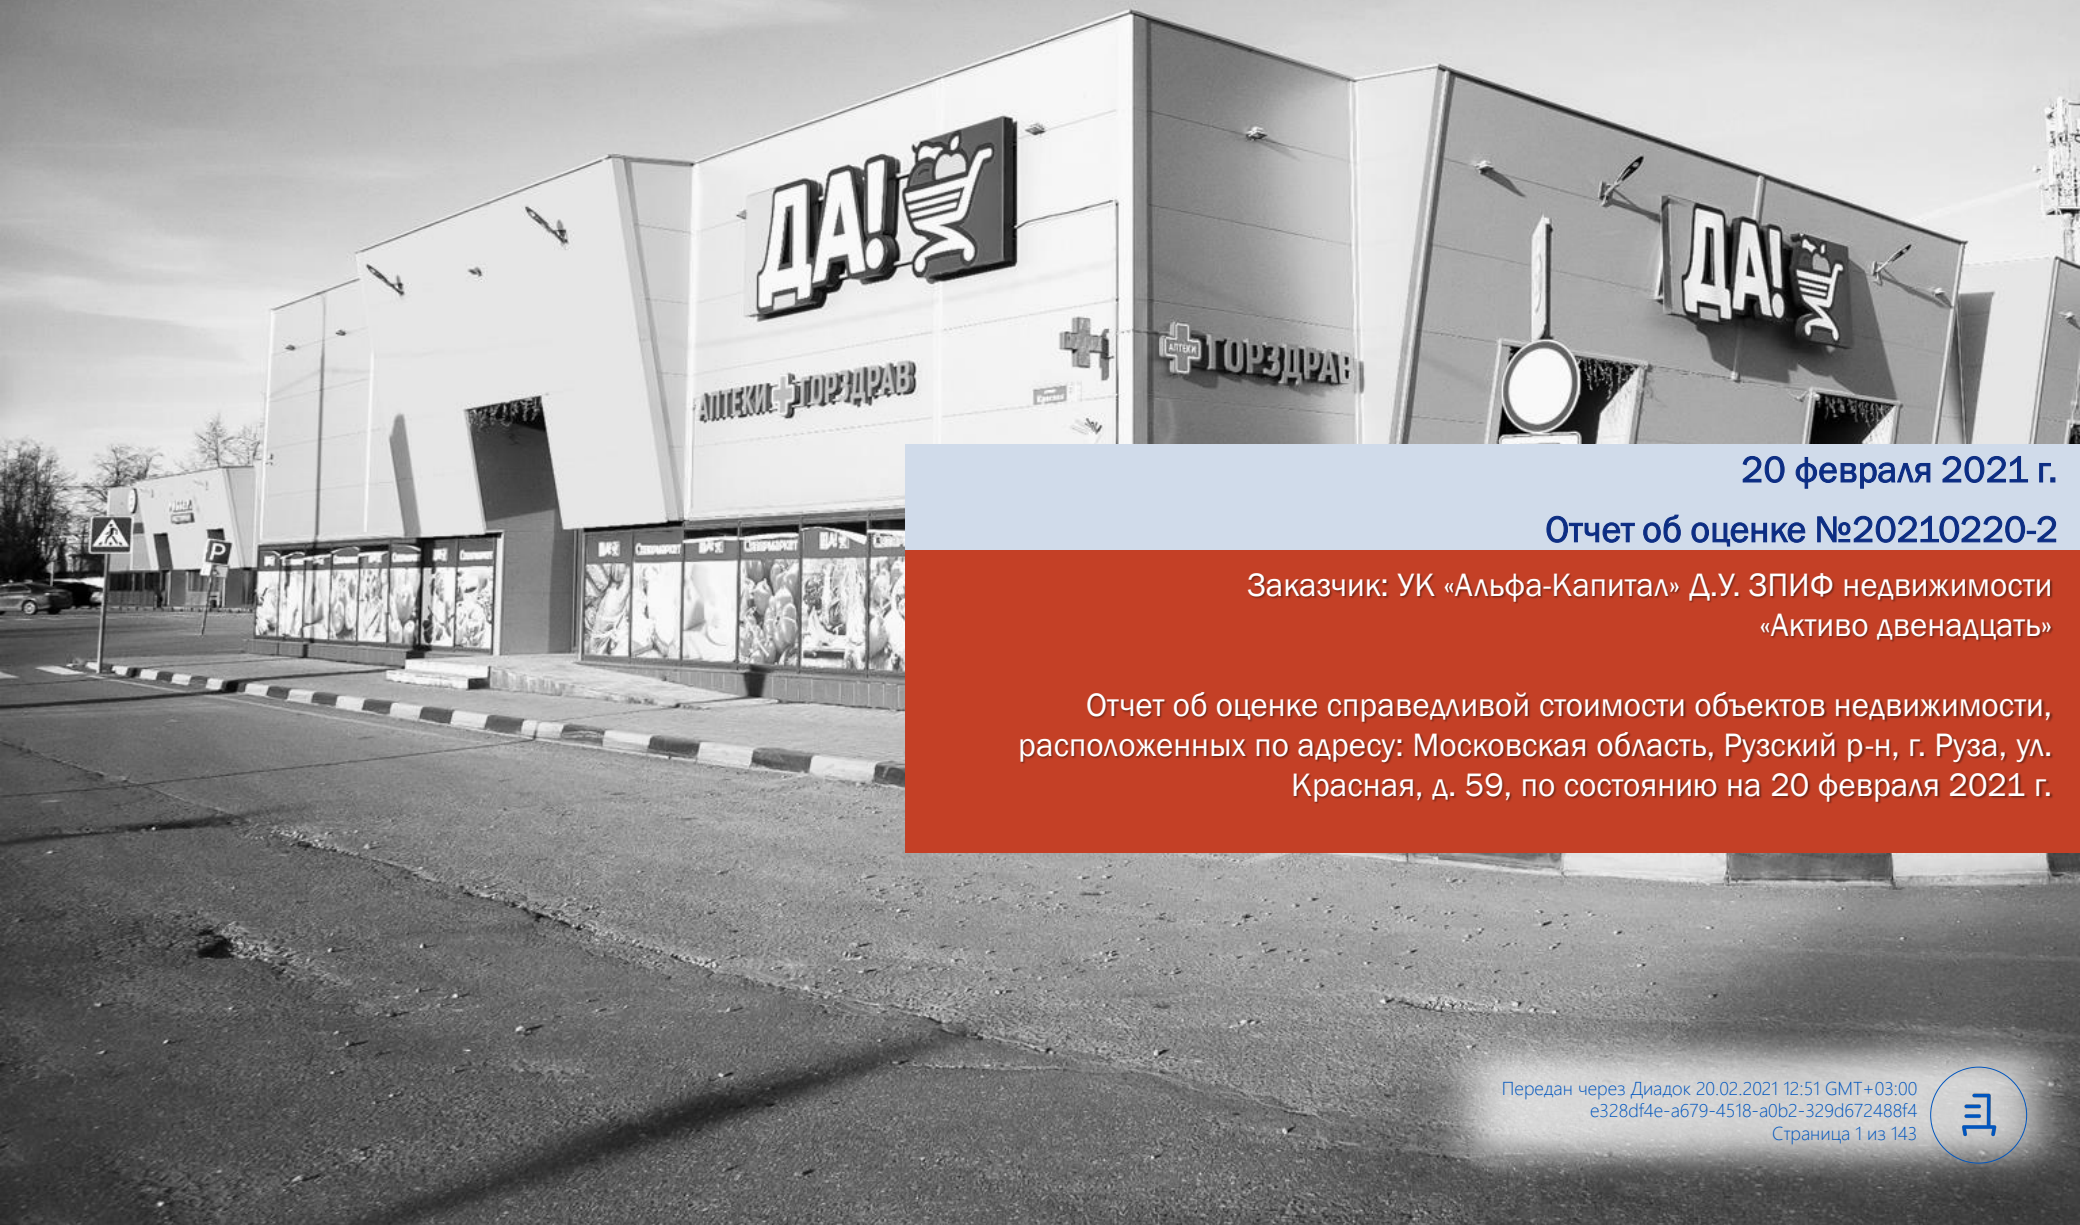 ДА!
ДА!
АПТЕКИ ГОРЗДРАВ
АПТЕКИ
ГОРЗДРАВ
Красная
P
20 февраля 2021 г.
Отчет об оценке №20210220-2
Заказчик: УК «Альфа-Капитал» Д.У. ЗПИФ недвижимости
«Активо двенадцать»
Отчет об оценке справедливой стоимости объектов недвижимости,
расположенных по адресу: Московская область, Рузский р-н, г. Руза, ул.
Красная, д. 59, по состоянию на 20 февраля 2021 г.
Передан через Диадок 20.02.2021 12:51 GMT+03:00
e328df4e-a679-4518-a0b2-329d672488f4
Страница 1 из 143